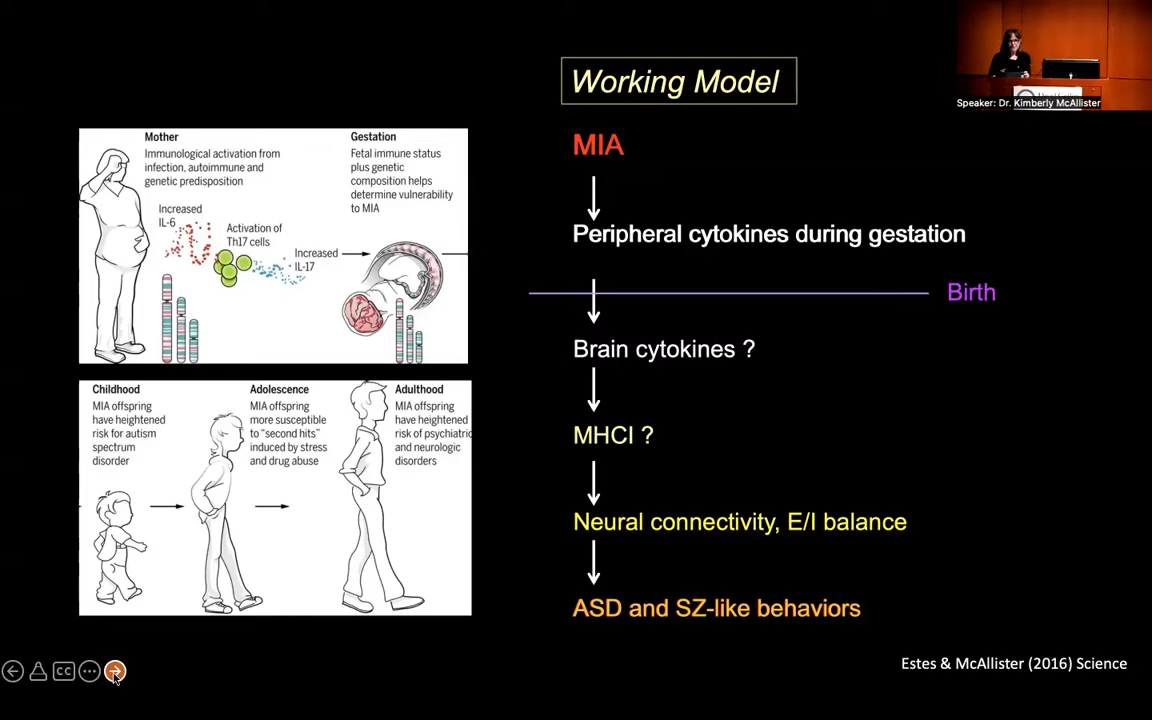 Working Model
Speaker: Dr. Kimberly McAllister
Mother
Immunological activation from
infection, autoimmune and
genetic predisposition
Increased
IL-6
Activation of
Th17 cells
Increased
IL-17
Gestation
Fetal immune status
plus genetic
composition helps
determine vulnerability
to MIA
Childhood
MIA offspring
have heightened
risk for autism
spectrum
disorder
Adolescence
MIA offspring
more susceptible
to “second hits”
induced by stress
and drug abuse
Adulthood
MIA offspring
have heightened
risk of psychiatric
and neurologic
disorders
MIA
Peripheral cytokines during gestation
Birth
Brain cytokines ?
MHCI ?
Neural connectivity, E/I balance
ASD and SZ-like behaviors
Estes & McAllister (2016) Science
CC